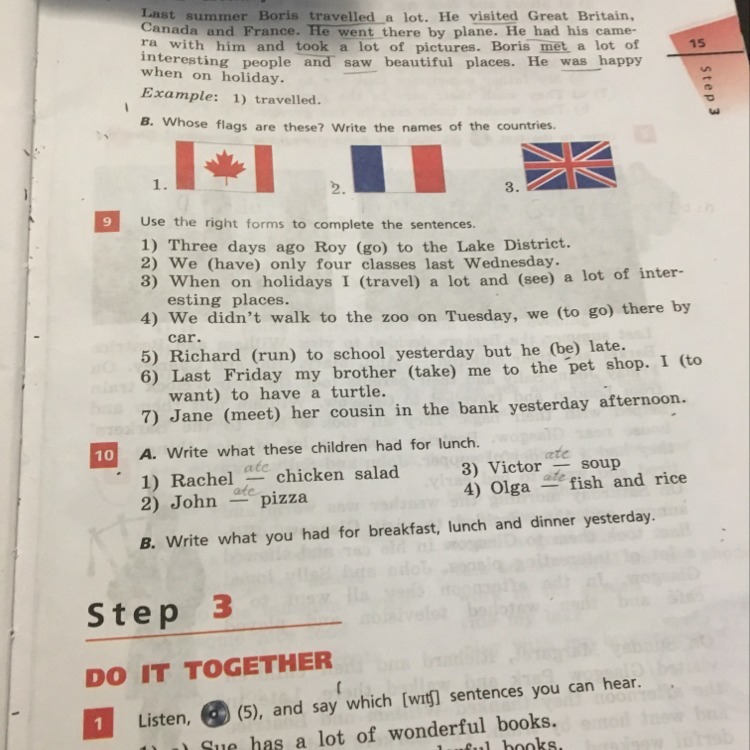 Last summer Boris travelled a lot. He visited Great Britain,
Canada and France. He went there by plane. He had his came-
ra with him and took a lot of pictures. Boris met a lot of
interesting people and saw beautiful places. He was happy
when on holiday.
Example: 1) travelled.
15
Step 3
B. Whose flags are these? Write the names of the countries.
1.
2.
3.
9 Use the right forms to complete the sentences.
1) Three days ago Roy (go) to the Lake District.
2) We (have) only four classes last Wednesday.
3) When on holidays I (travel) a lot and (see) a lot of inter-
esting places.
4) We didn't walk to the zoo on Tuesday, we (to go) there by
car.
5) Richard (run) to school yesterday but he (be) late.
6) Last Friday my brother (take) me to the pet shop. I (to
want) to have a turtle.
7) Jane (meet) her cousin in the bank yesterday afternoon.
10 A. Write what these children had for lunch.
1) Rachel ate chicken salad
2) John ate pizza
3) Victor ate soup
4) Olga ate fish and rice
B. Write what you had for breakfast, lunch and dinner yesterday.
Step 3
DO IT TOGETHER
1 Listen, (5), and say which [wɪtʃ] sentences you can hear.
Sue has a lot of wonderful books.
books.